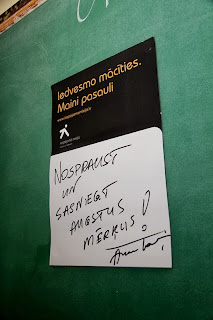 Iedvesmo mācīties.
Maini pasauli
NOSPRAUST
UN
SASNIEGT
AUGSTUS
MĒRĶUS!